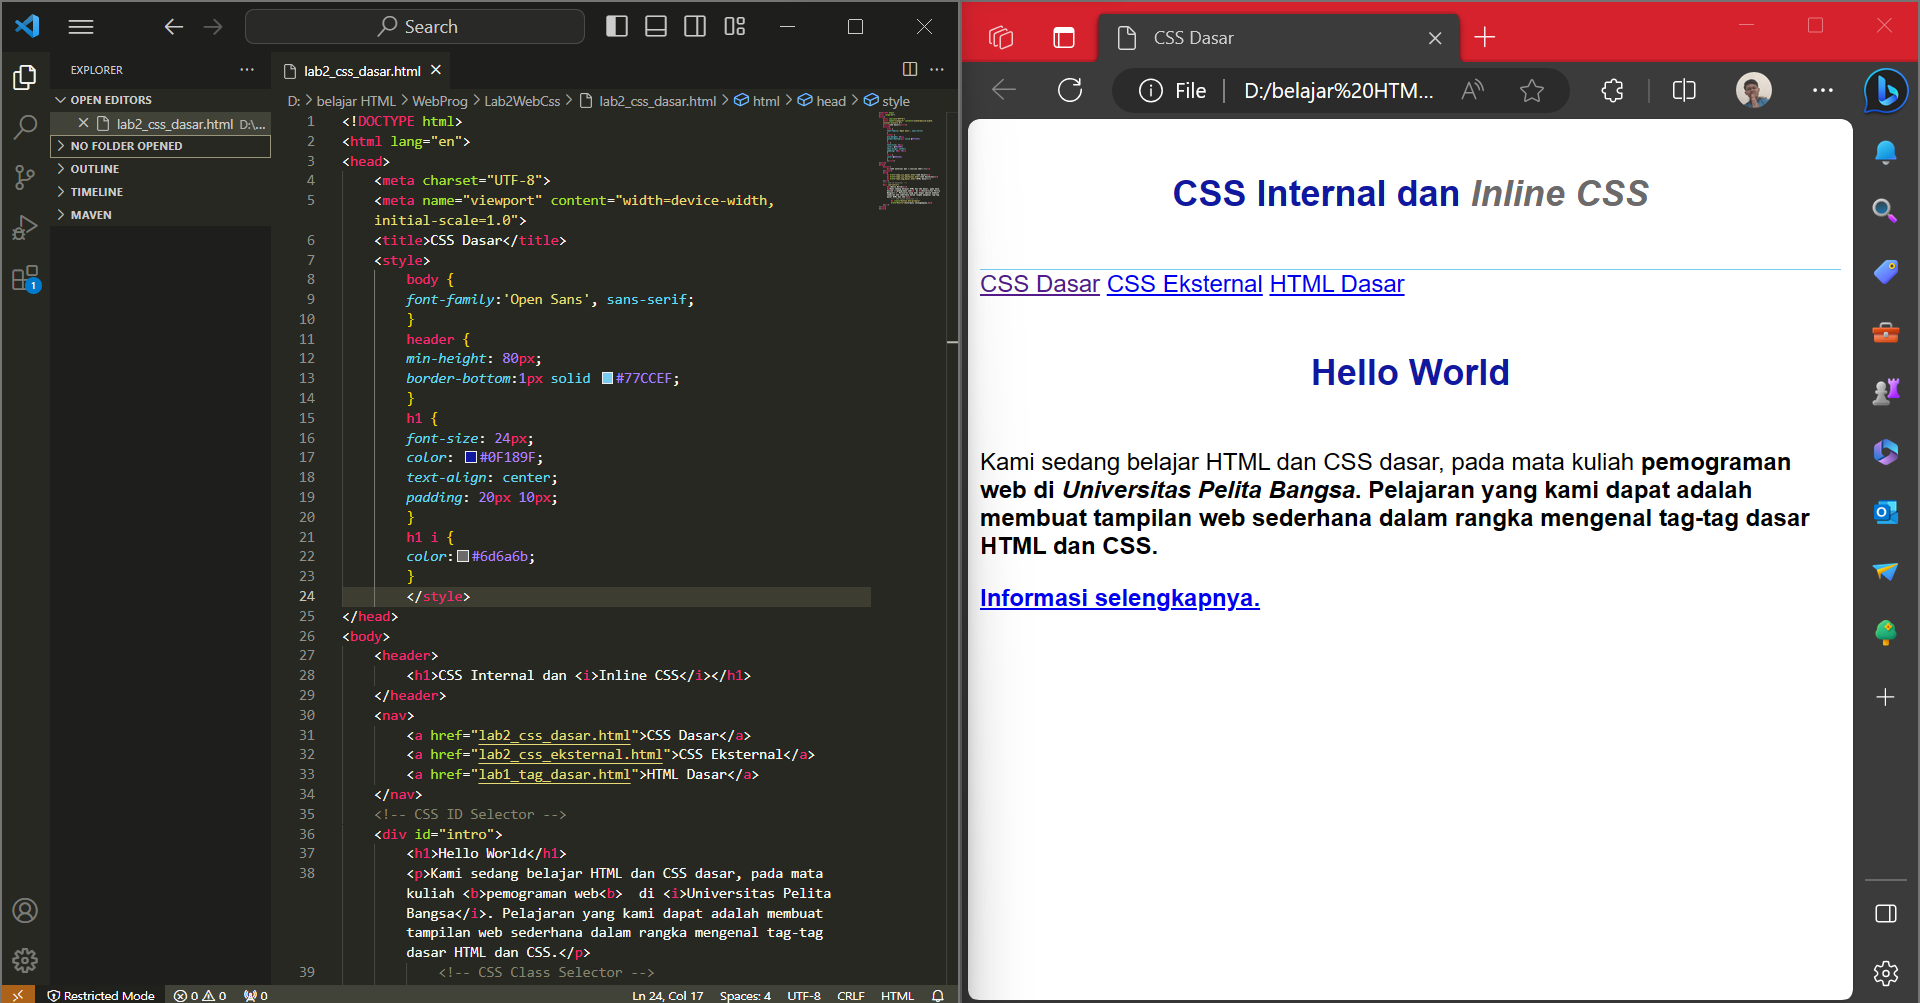 Search
EXPLORER
lab2_css_dasar.html
OPEN EDITORS
lab2_css_dasar.html D:\...
NO FOLDER OPENED
OUTLINE
TIMELINE
MAVEN
1
D: > belajar HTML > WebProg > Lab2WebCss > lab2_css_dasar.html > html > head > style
1 <!DOCTYPE html>
2 <html lang="en">
3 <head>
4 <meta charset="UTF-8">
5 <meta name="viewport" content="width=device-width,
initial-scale=1.0">
6 <title>CSS Dasar</title>
7 <style>
8 body {
9 font-family:'Open Sans', sans-serif;
10 }
11 header {
12 min-height: 80px;
13 border-bottom:1px solid #77CCEF;
14 }
15 h1 {
16 font-size: 24px;
17 color: #0F189F;
18 text-align: center;
19 padding: 20px 10px;
20 }
21 h1 i {
22 color:#6d6a6b;
23 }
24 </style>
25 </head>
26 <body>
27 <header>
28 <h1>CSS Internal dan <i>Inline CSS</i></h1>
29 </header>
30 <nav>
31 <a href="lab2_css_dasar.html">CSS Dasar</a>
32 <a href="lab2_css_eksternal.html">CSS Eksternal</a>
33 <a href="lab1_tag_dasar.html">HTML Dasar</a>
34 </nav>
35 <!-- CSS ID Selector -->
36 <div id="intro">
37 <h1>Hello World</h1>
38 <p>Kami sedang belajar HTML dan CSS dasar, pada mata
kuliah <b>pemograman web<b>  di <i>Universitas Pelita
Bangsa</i>. Pelajaran yang kami dapat adalah membuat
tampilan web sederhana dalam rangka mengenal tag-tag
dasar HTML dan CSS.</p>
39 <!-- CSS Class Selector -->
Restricted Mode 0 0 0 Ln 24, Col 17 Spaces: 4 UTF-8 CRLF HTML
CSS Dasar
File D:/belajar%20HTM...
CSS Internal dan Inline CSS
CSS Dasar CSS Eksternal HTML Dasar
Hello World
Kami sedang belajar HTML dan CSS dasar, pada mata kuliah pemograman
web di Universitas Pelita Bangsa. Pelajaran yang kami dapat adalah
membuat tampilan web sederhana dalam rangka mengenal tag-tag dasar
HTML dan CSS.
Informasi selengkapnya.